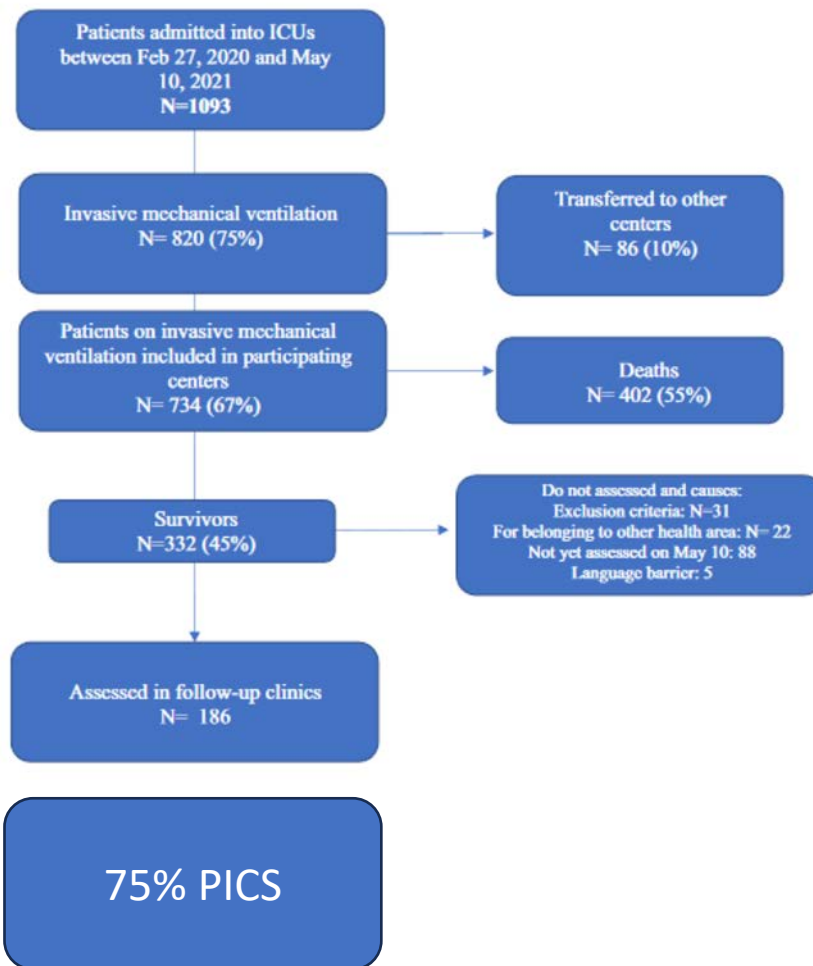 Patients admitted into ICUs
between Feb 27, 2020 and May
10, 2021
N=1093
Invasive mechanical ventilation
N= 820 (75%)
Transferred to other
centers
N= 86 (10%)
Patients on invasive mechanical
ventilation included in participating
centers
N= 734 (67%)
Deaths
N= 402 (55%)
Survivors
N=332 (45%)
Do not assessed and causes:
Exclusion criteria: N=31
For belonging to other health area: N= 22
Not yet assessed on May 10: 88
Language barrier: 5
Assessed in follow-up clinics
N= 186
75% PICS